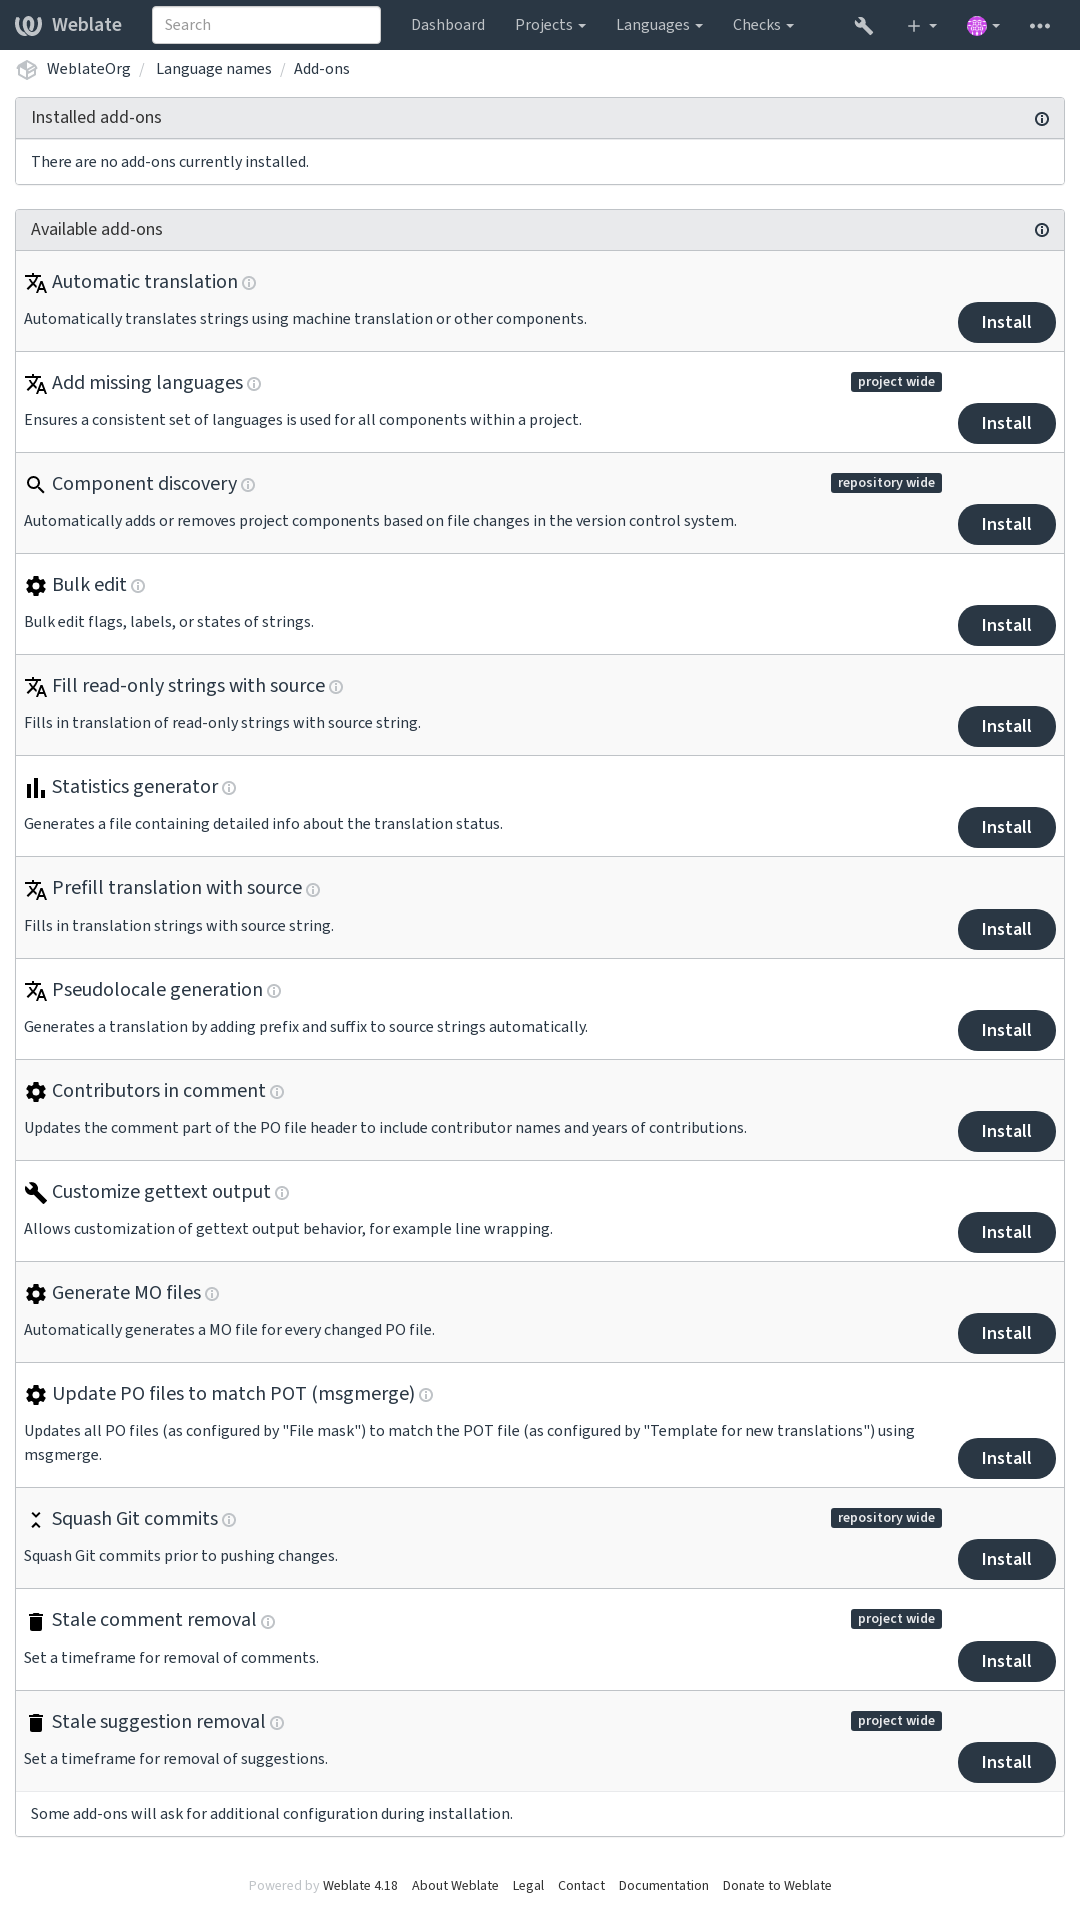 Weblate Search Dashboard Projects Languages Checks
WeblateOrg / Language names / Add-ons
Installed add-ons
There are no add-ons currently installed.
Available add-ons
Automatic translation
Automatically translates strings using machine translation or other components.
Install
Add missing languages project wide
Ensures a consistent set of languages is used for all components within a project.
Install
Component discovery repository wide
Automatically adds or removes project components based on file changes in the version control system.
Install
Bulk edit
Bulk edit flags, labels, or states of strings.
Install
Fill read-only strings with source
Fills in translation of read-only strings with source string.
Install
Statistics generator
Generates a file containing detailed info about the translation status.
Install
Prefill translation with source
Fills in translation strings with source string.
Install
Pseudolocale generation
Generates a translation by adding prefix and suffix to source strings automatically.
Install
Contributors in comment
Updates the comment part of the PO file header to include contributor names and years of contributions.
Install
Customize gettext output
Allows customization of gettext output behavior, for example line wrapping.
Install
Generate MO files
Automatically generates a MO file for every changed PO file.
Install
Update PO files to match POT (msgmerge)
Updates all PO files (as configured by "File mask") to match the POT file (as configured by "Template for new translations") using
msgmerge.
Install
Squash Git commits repository wide
Squash Git commits prior to pushing changes.
Install
Stale comment removal project wide
Set a timeframe for removal of comments.
Install
Stale suggestion removal project wide
Set a timeframe for removal of suggestions.
Install
Some add-ons will ask for additional configuration during installation.
Powered by Weblate 4.18 About Weblate Legal Contact Documentation Donate to Weblate